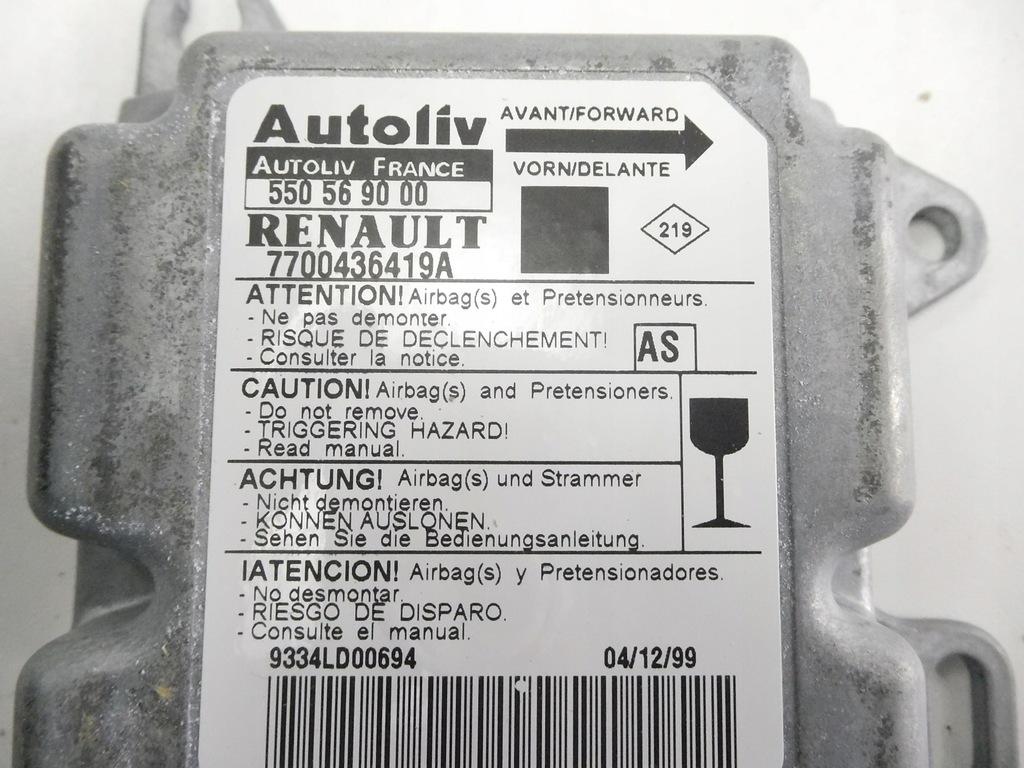 Autoliv
AUTOLIV FRANCE
550 56 90 00
RENAULT
7700436419A
AVANT/FORWARD
VORN/DELANTE
219
ATTENTION! Airbag(s) et Pretensionneurs.
- Ne pas demonter.
- RISQUE DE DECLENCHEMENT!
- Consulter la notice.
AS
CAUTION! Airbag(s) and Pretensioners.
- Do not remove.
- TRIGGERING HAZARD!
- Read manual.
ACHTUNG! Airbag(s) und Strammer
- Nicht demontieren.
- KONNEN AUSLONEN.
- Sehen Sie die Bedienungsanleitung.
IATENCION! Airbag(s) y Pretensionadores.
- No desmontar.
- RIESGO DE DISPARO.
- Consulte el manual.
9334LD00694 04/12/99